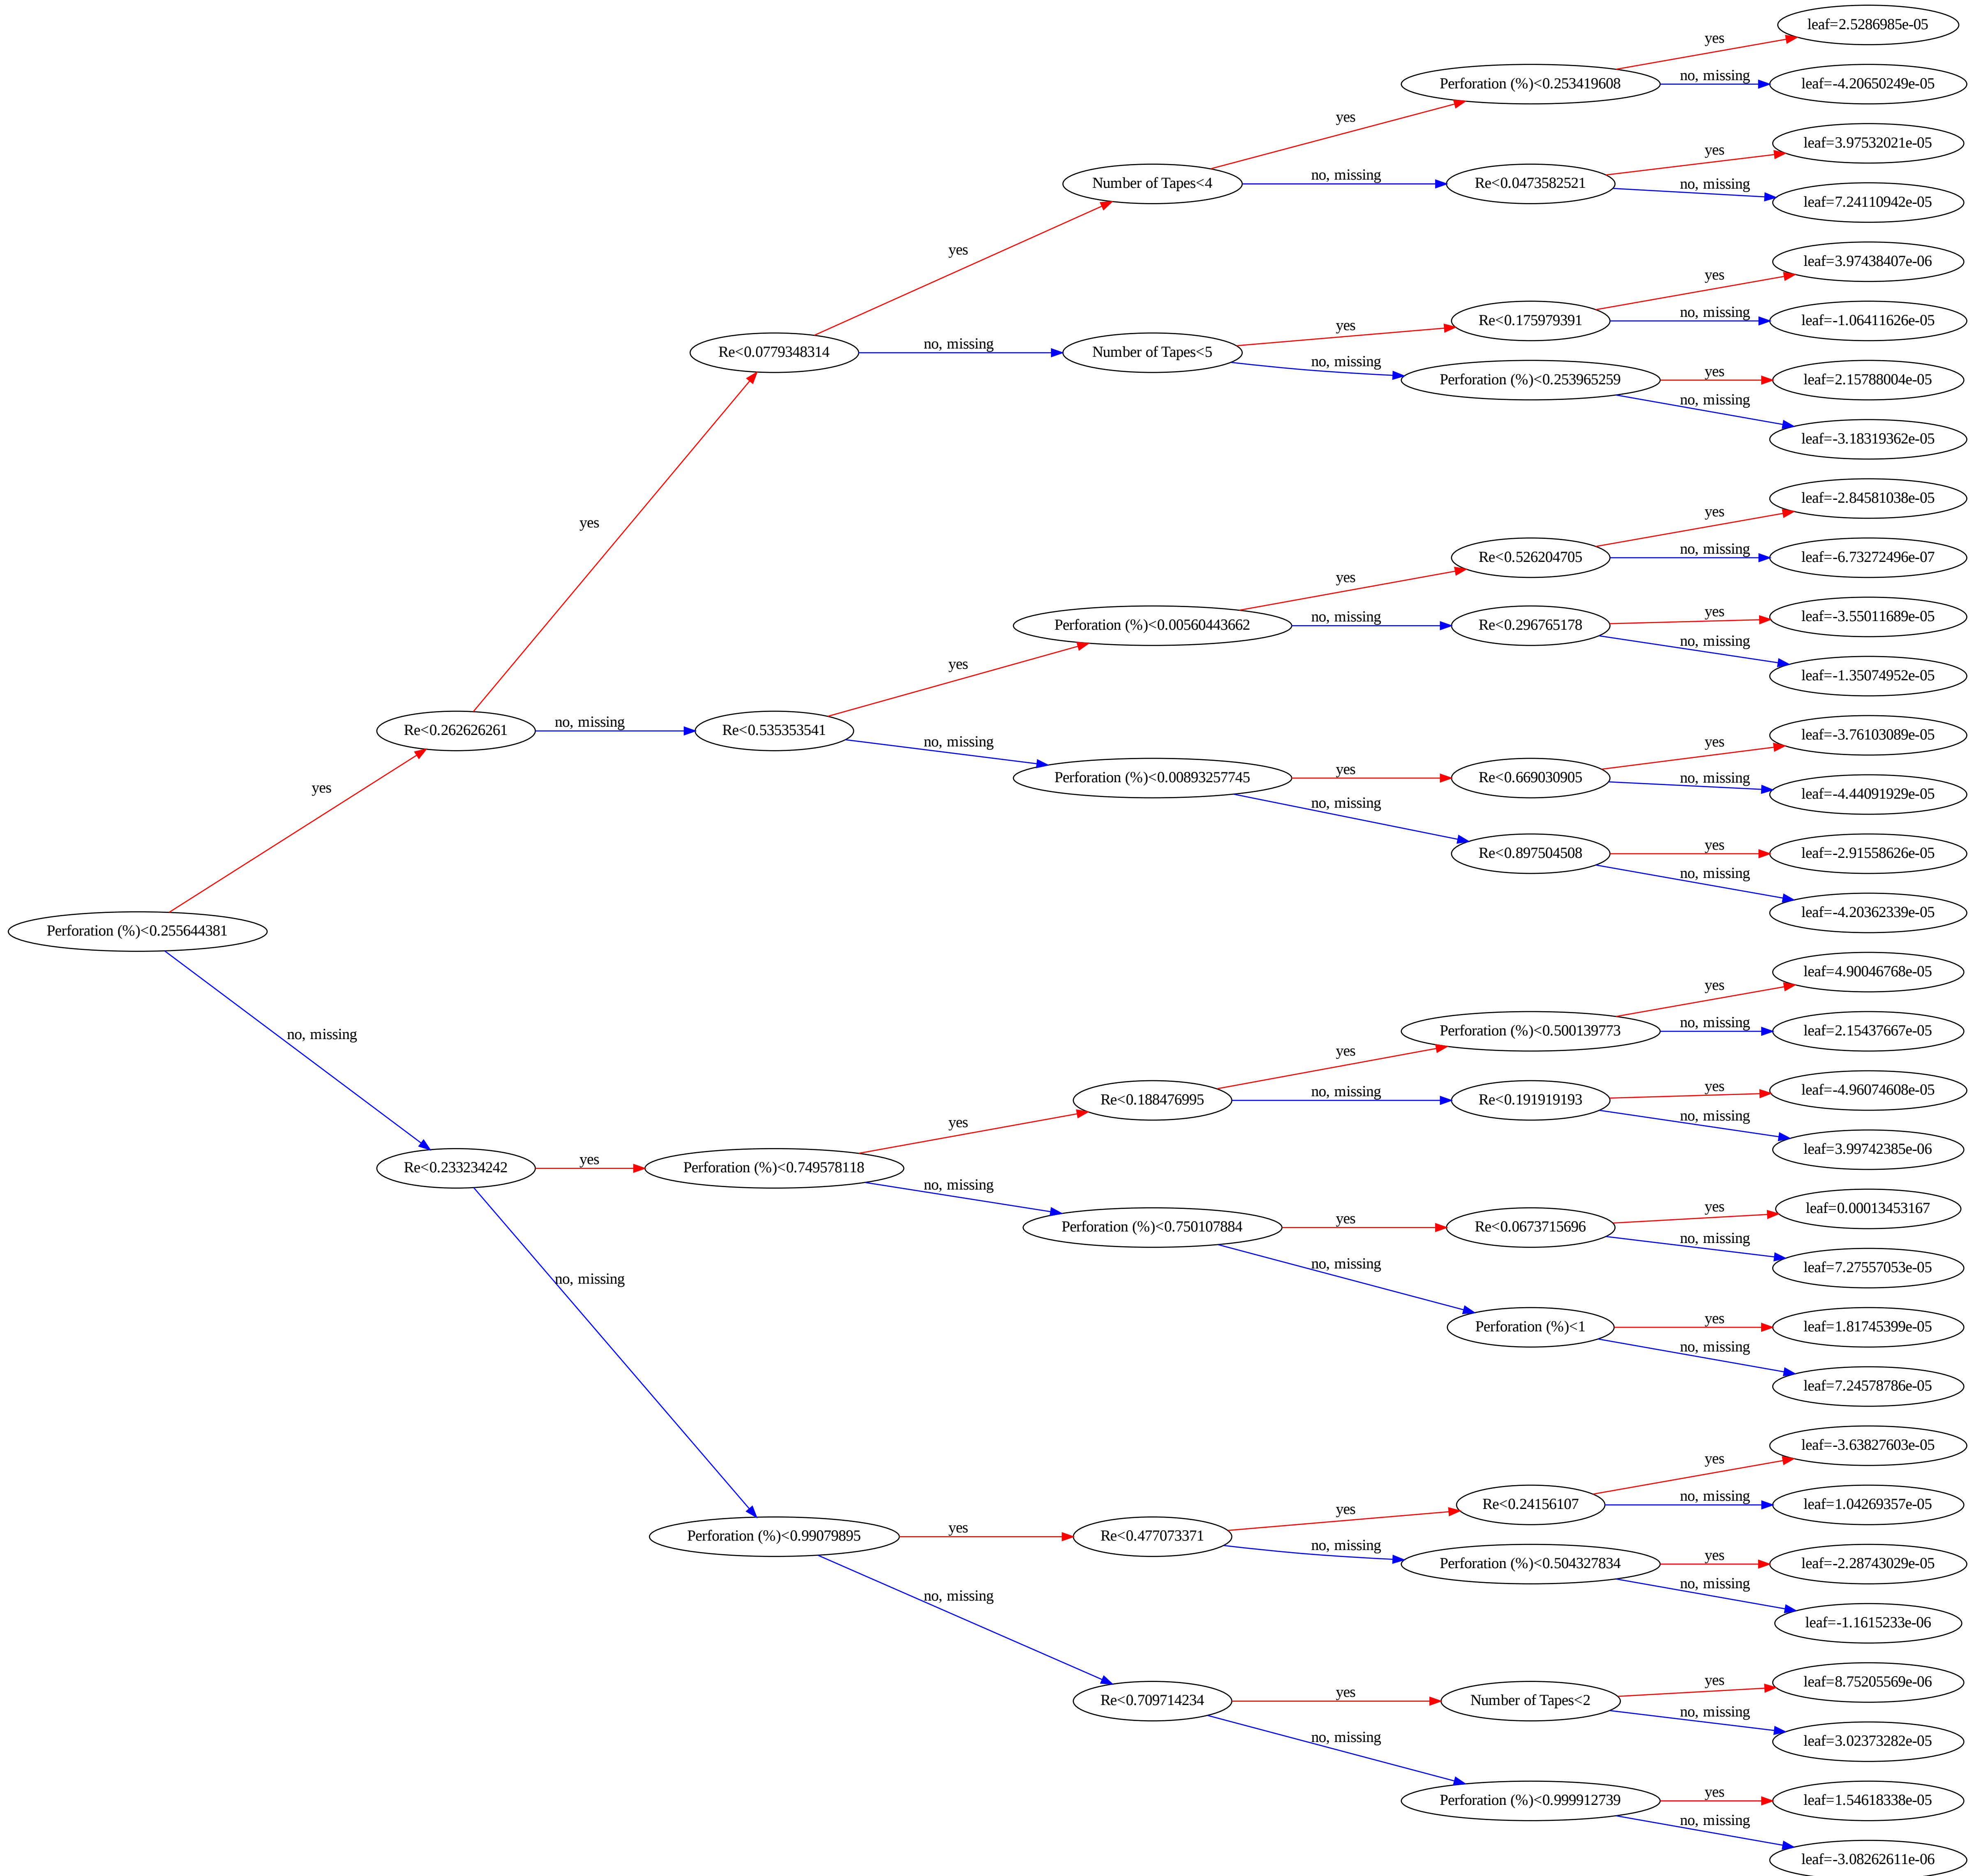 Perforation (%)<0.255644381
yes
no, missing
Re<0.262626261
yes
no, missing
Re<0.233234242
yes
no, missing
Re<0.0779348314
yes
no, missing
Re<0.535353541
yes
no, missing
Perforation (%)<0.749578118
yes
no, missing
Perforation (%)<0.99079895
yes
no, missing
Number of Tapes<4
yes
no, missing
Number of Tapes<5
yes
no, missing
Perforation (%)<0.00560443662
yes
no, missing
Perforation (%)<0.00893257745
yes
no, missing
Re<0.188476995
yes
no, missing
Perforation (%)<0.750107884
yes
no, missing
Re<0.477073371
yes
no, missing
Re<0.709714234
yes
no, missing
Perforation (%)<0.253419608
yes
no, missing
Re<0.0473582521
yes
no, missing
Re<0.175979391
yes
no, missing
Perforation (%)<0.253965259
yes
no, missing
Re<0.526204705
yes
no, missing
Re<0.296765178
yes
no, missing
Re<0.669030905
yes
no, missing
Re<0.897504508
yes
no, missing
Perforation (%)<0.500139773
yes
no, missing
Re<0.191919193
yes
no, missing
Re<0.0673715696
yes
no, missing
Perforation (%)<1
yes
no, missing
Re<0.24156107
yes
no, missing
Perforation (%)<0.504327834
yes
no, missing
Number of Tapes<2
yes
no, missing
Perforation (%)<0.999912739
yes
no, missing
leaf=2.5286985e-05
leaf=-4.20650249e-05
leaf=3.97532021e-05
leaf=7.24110942e-05
leaf=3.97438407e-06
leaf=-1.06411626e-05
leaf=2.15788004e-05
leaf=-3.18319362e-05
leaf=-2.84581038e-05
leaf=-6.73272496e-07
leaf=-3.55011689e-05
leaf=-1.35074952e-05
leaf=-3.76103089e-05
leaf=-4.44091929e-05
leaf=-2.91558626e-05
leaf=-4.20362339e-05
leaf=4.90046768e-05
leaf=2.15437667e-05
leaf=-4.96074608e-05
leaf=3.99742385e-06
leaf=0.00013453167
leaf=7.27557053e-05
leaf=1.81745399e-05
leaf=7.24578786e-05
leaf=-3.63827603e-05
leaf=1.04269357e-05
leaf=-2.28743029e-05
leaf=-1.1615233e-06
leaf=8.75205569e-06
leaf=3.02373282e-05
leaf=1.54618338e-05
leaf=-3.08262611e-06